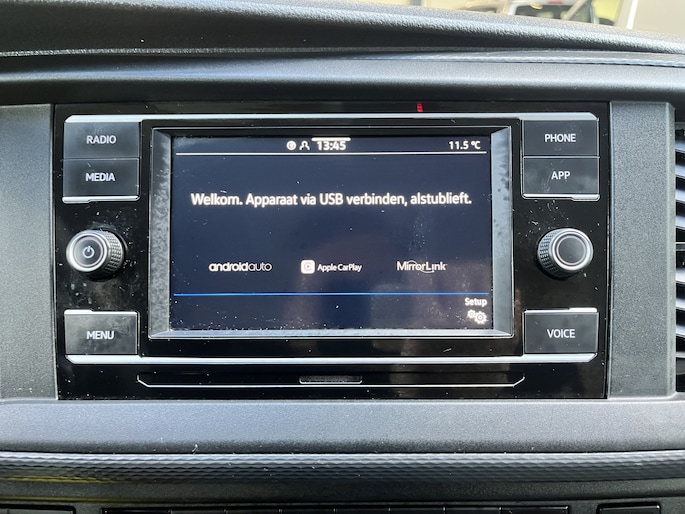 RADIO
MEDIA
MENU
PHONE
APP
VOICE
13:45
11.5 °C
Welkom. Apparaat via USB verbinden, alstublieft.
androidauto
Apple CarPlay
MirrorLink
Setup